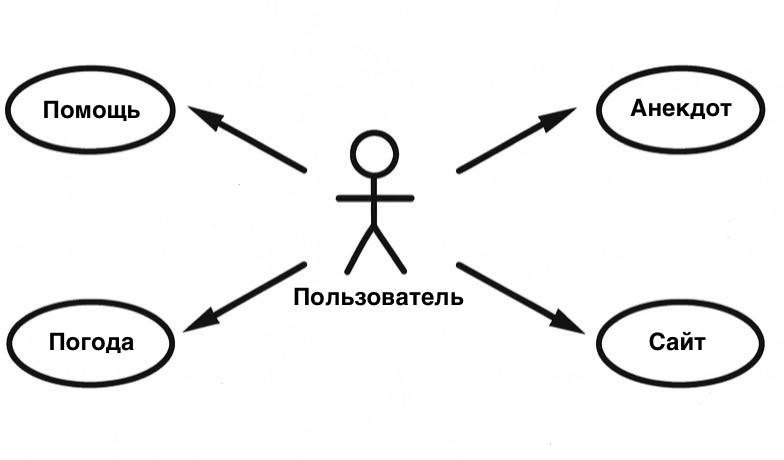 Помощь
Анекдот
Пользователь
Погода
Сайт